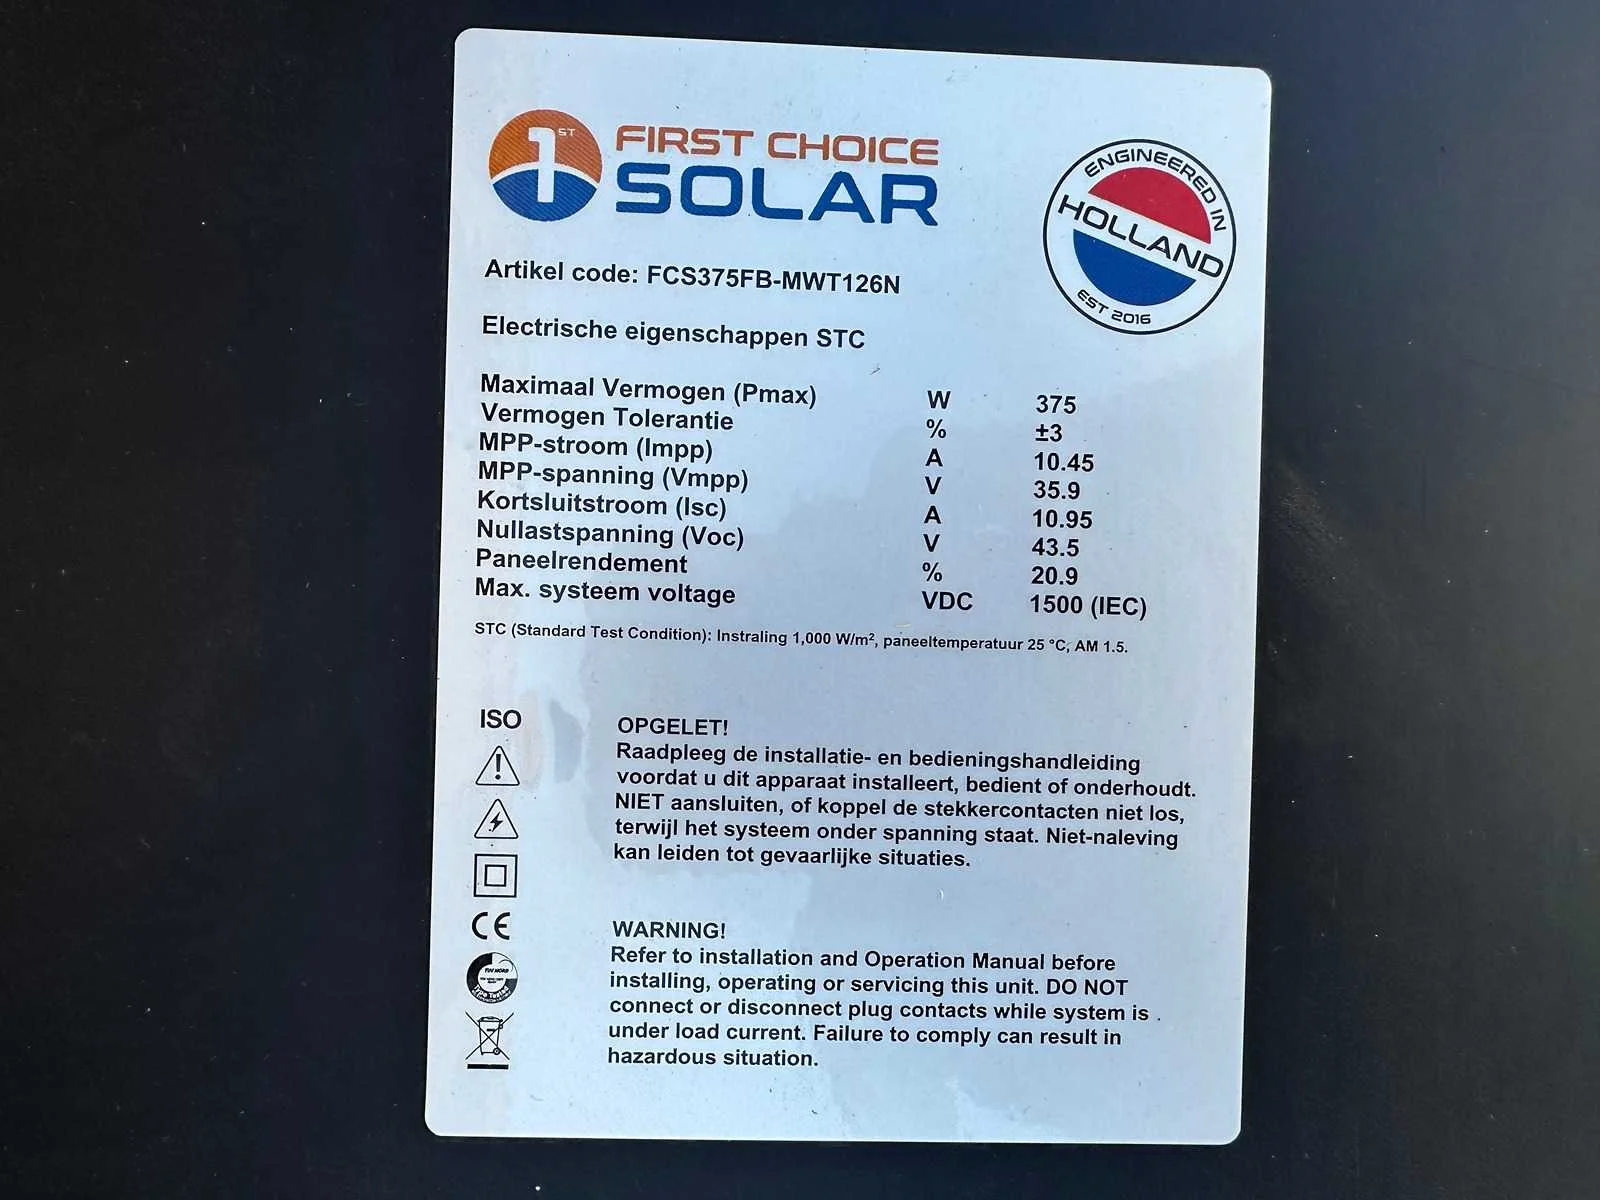 1ST
FIRST CHOICE
SOLAR
ENGINEERED IN
HOLLAND
EST 2016
Artikel code: FCS375FB-MWT126N
Electrische eigenschappen STC
Maximaal Vermogen (Pmax) W 375
Vermogen Tolerantie % ±3
MPP-stroom (Impp) A 10.45
MPP-spanning (Vmpp) V 35.9
Kortsluitstroom (Isc) A 10.95
Nullastspanning (Voc) V 43.5
Paneelrendement % 20.9
Max. systeem voltage VDC 1500 (IEC)
STC (Standard Test Condition): Instraling 1,000 W/m², paneeltemperatuur 25 °C, AM 1.5.
ISO
OPGELET!
Raadpleeg de installatie- en bedieningshandleiding
voordat u dit apparaat installeert, bedient of onderhoudt.
NIET aansluiten, of koppel de stekkercontacten niet los,
terwijl het systeem onder spanning staat. Niet-naleving
kan leiden tot gevaarlijke situaties.
CE
TÜV NORD
WARNING!
Refer to installation and Operation Manual before
installing, operating or servicing this unit. DO NOT
connect or disconnect plug contacts while system is
under load current. Failure to comply can result in
hazardous situation.